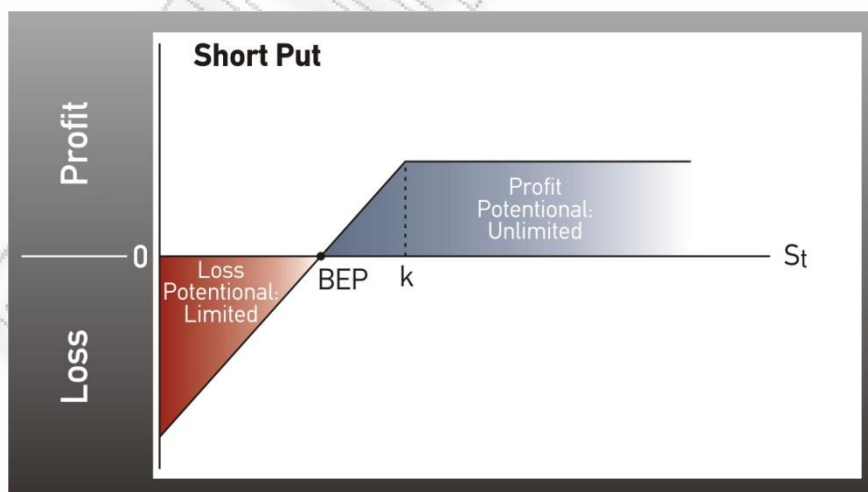 Short Put
Profit
Profit
Potentional:
Unlimited
0
St
BEP
k
Loss
Potentional:
Limited
Loss